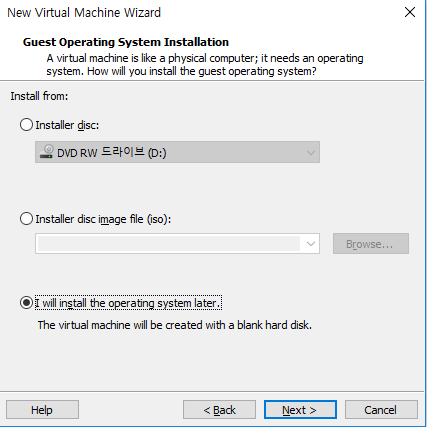 New Virtual Machine Wizard
Guest Operating System Installation
A virtual machine is like a physical computer; it needs an operating
system. How will you install the guest operating system?
Install from:
Installer disc:
DVD RW 드라이브 (D:)
Installer disc image file (iso):
Browse...
I will install the operating system later.
The virtual machine will be created with a blank hard disk.
Help
< Back
Next >
Cancel